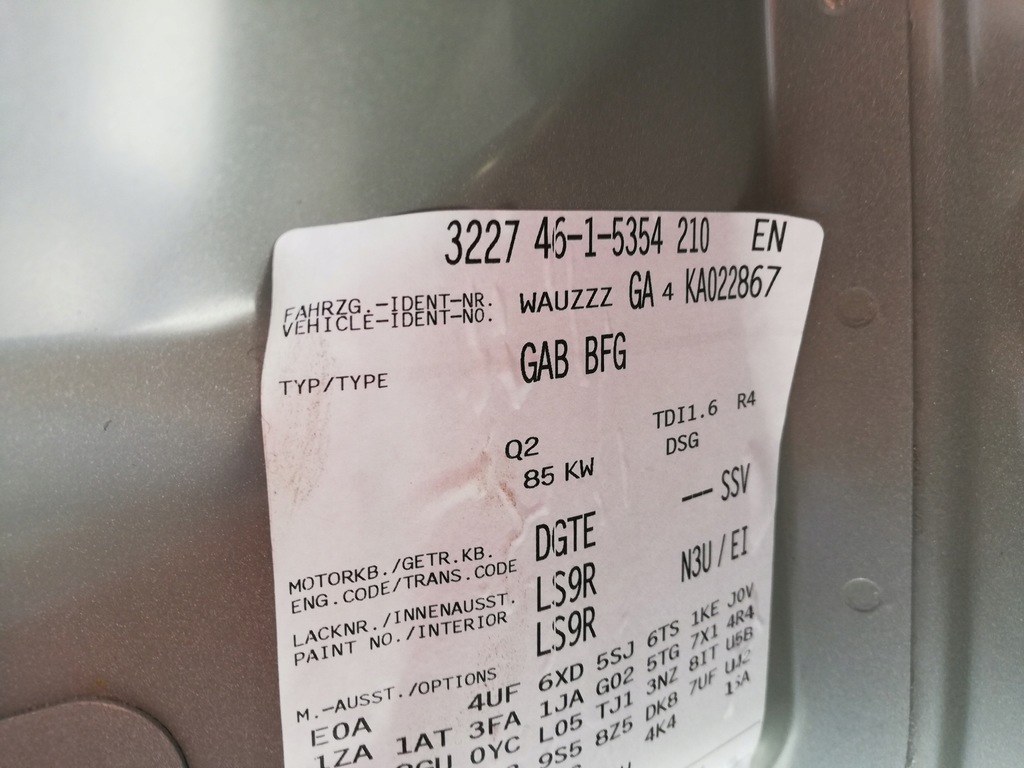 3227 46-1-5354 210 EN
FAHRZG.-IDENT-NR.
VEHICLE-IDENT-NO. WAUZZZ GA 4 KA022867
TYP/TYPE GAB BFG
Q2 TDI1.6 R4
85 KW DSG
MOTORKB./GETR.KB.
ENG.CODE/TRANS.CODE DGTE --- SSV
LACKNR./INNENAUSST. LS9R N3U/EI
PAINT NO./INTERIOR LS9R
M.-AUSST./OPTIONS
E0A 4UF 6XD 5SJ 6TS 1KE J0V
1ZA 1AT 3FA 1JA G02 5TG 7X1 4R4
0YC L05 TJ1 3NZ 8IT U5B
9S5 8Z5 DK8 7UF
4K4